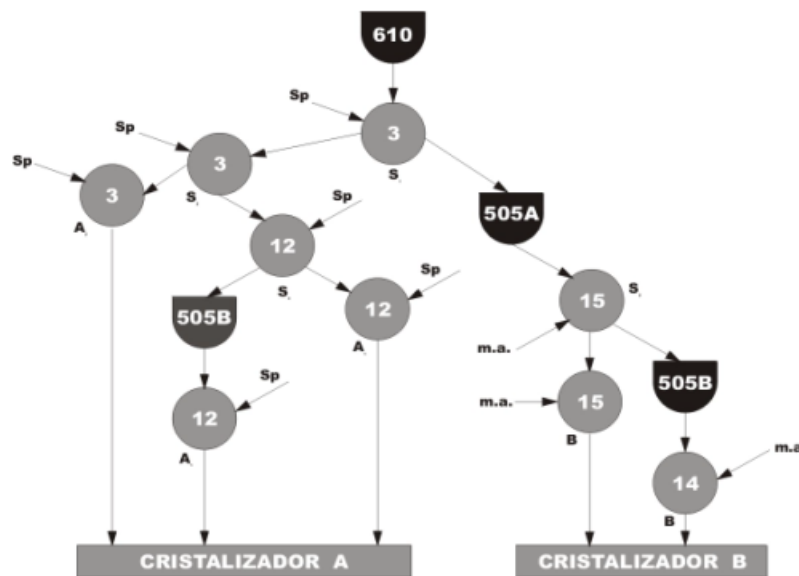 610
Sp
3
S.
Sp
3
S.
Sp
3
A.
505A
Sp
12
S.
Sp
12
A.
15
S.
m.a.
505B
505B
m.a.
15
B
Sp
12
A.
m.a
14
B
CRISTALIZADOR A
CRISTALIZADOR B